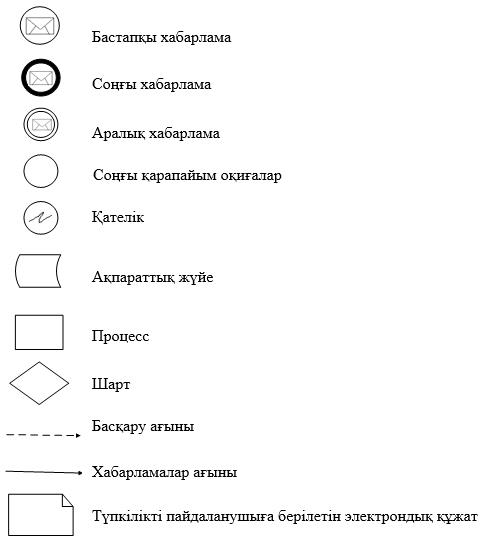 Бастапқы хабарлама
Соңғы хабарлама
Аралық хабарлама
Соңғы қарапайым оқиғалар
Қателік
Ақпараттық жүйе
Процесс
Шарт
Басқару ағыны
Хабарламалар ағыны
Түпкілікті пайдаланушыға берілетін электрондық құжат